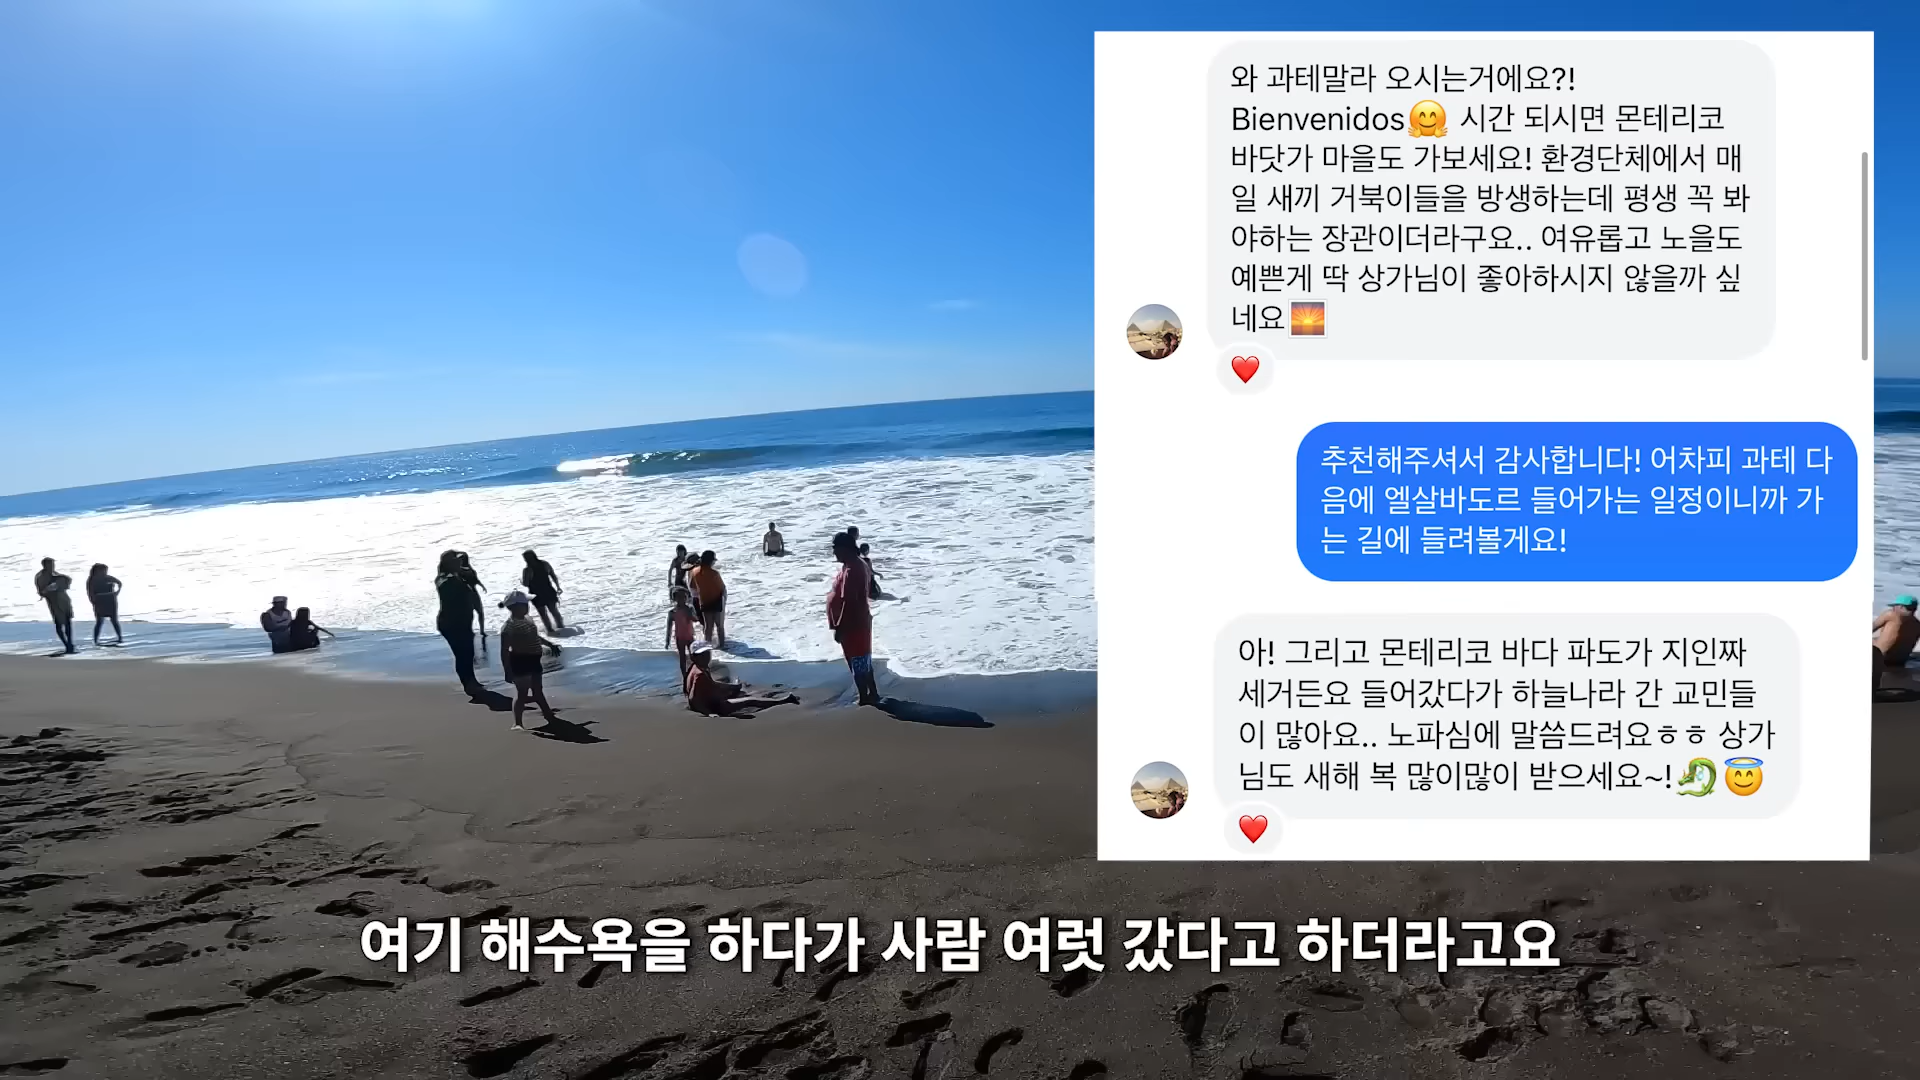 와 과테말라 오시는거에요?!
Bienvenidos🤗 시간 되시면 몬테리코
바닷가 마을도 가보세요! 환경단체에서 매
일 새끼 거북이들을 방생하는데 평생 꼭 봐
야하는 장관이더라구요.. 여유롭고 노을도
예쁜게 딱 상가님이 좋아하시지 않을까 싶
네요🌅
추천해주셔서 감사합니다! 어차피 과테 다
음에 엘살바도르 들어가는 일정이니까 가
는 길에 들려볼게요!
아! 그리고 몬테리코 바다 파도가 지인짜
세거든요 들어갔다가 하늘나라 간 교민들
이 많아요.. 노파심에 말씀드려요ㅎㅎ 상가
님도 새해 복 많이많이 받으세요~!🐉😇
여기 해수욕을 하다가 사람 여럿 갔다고 하더라고요